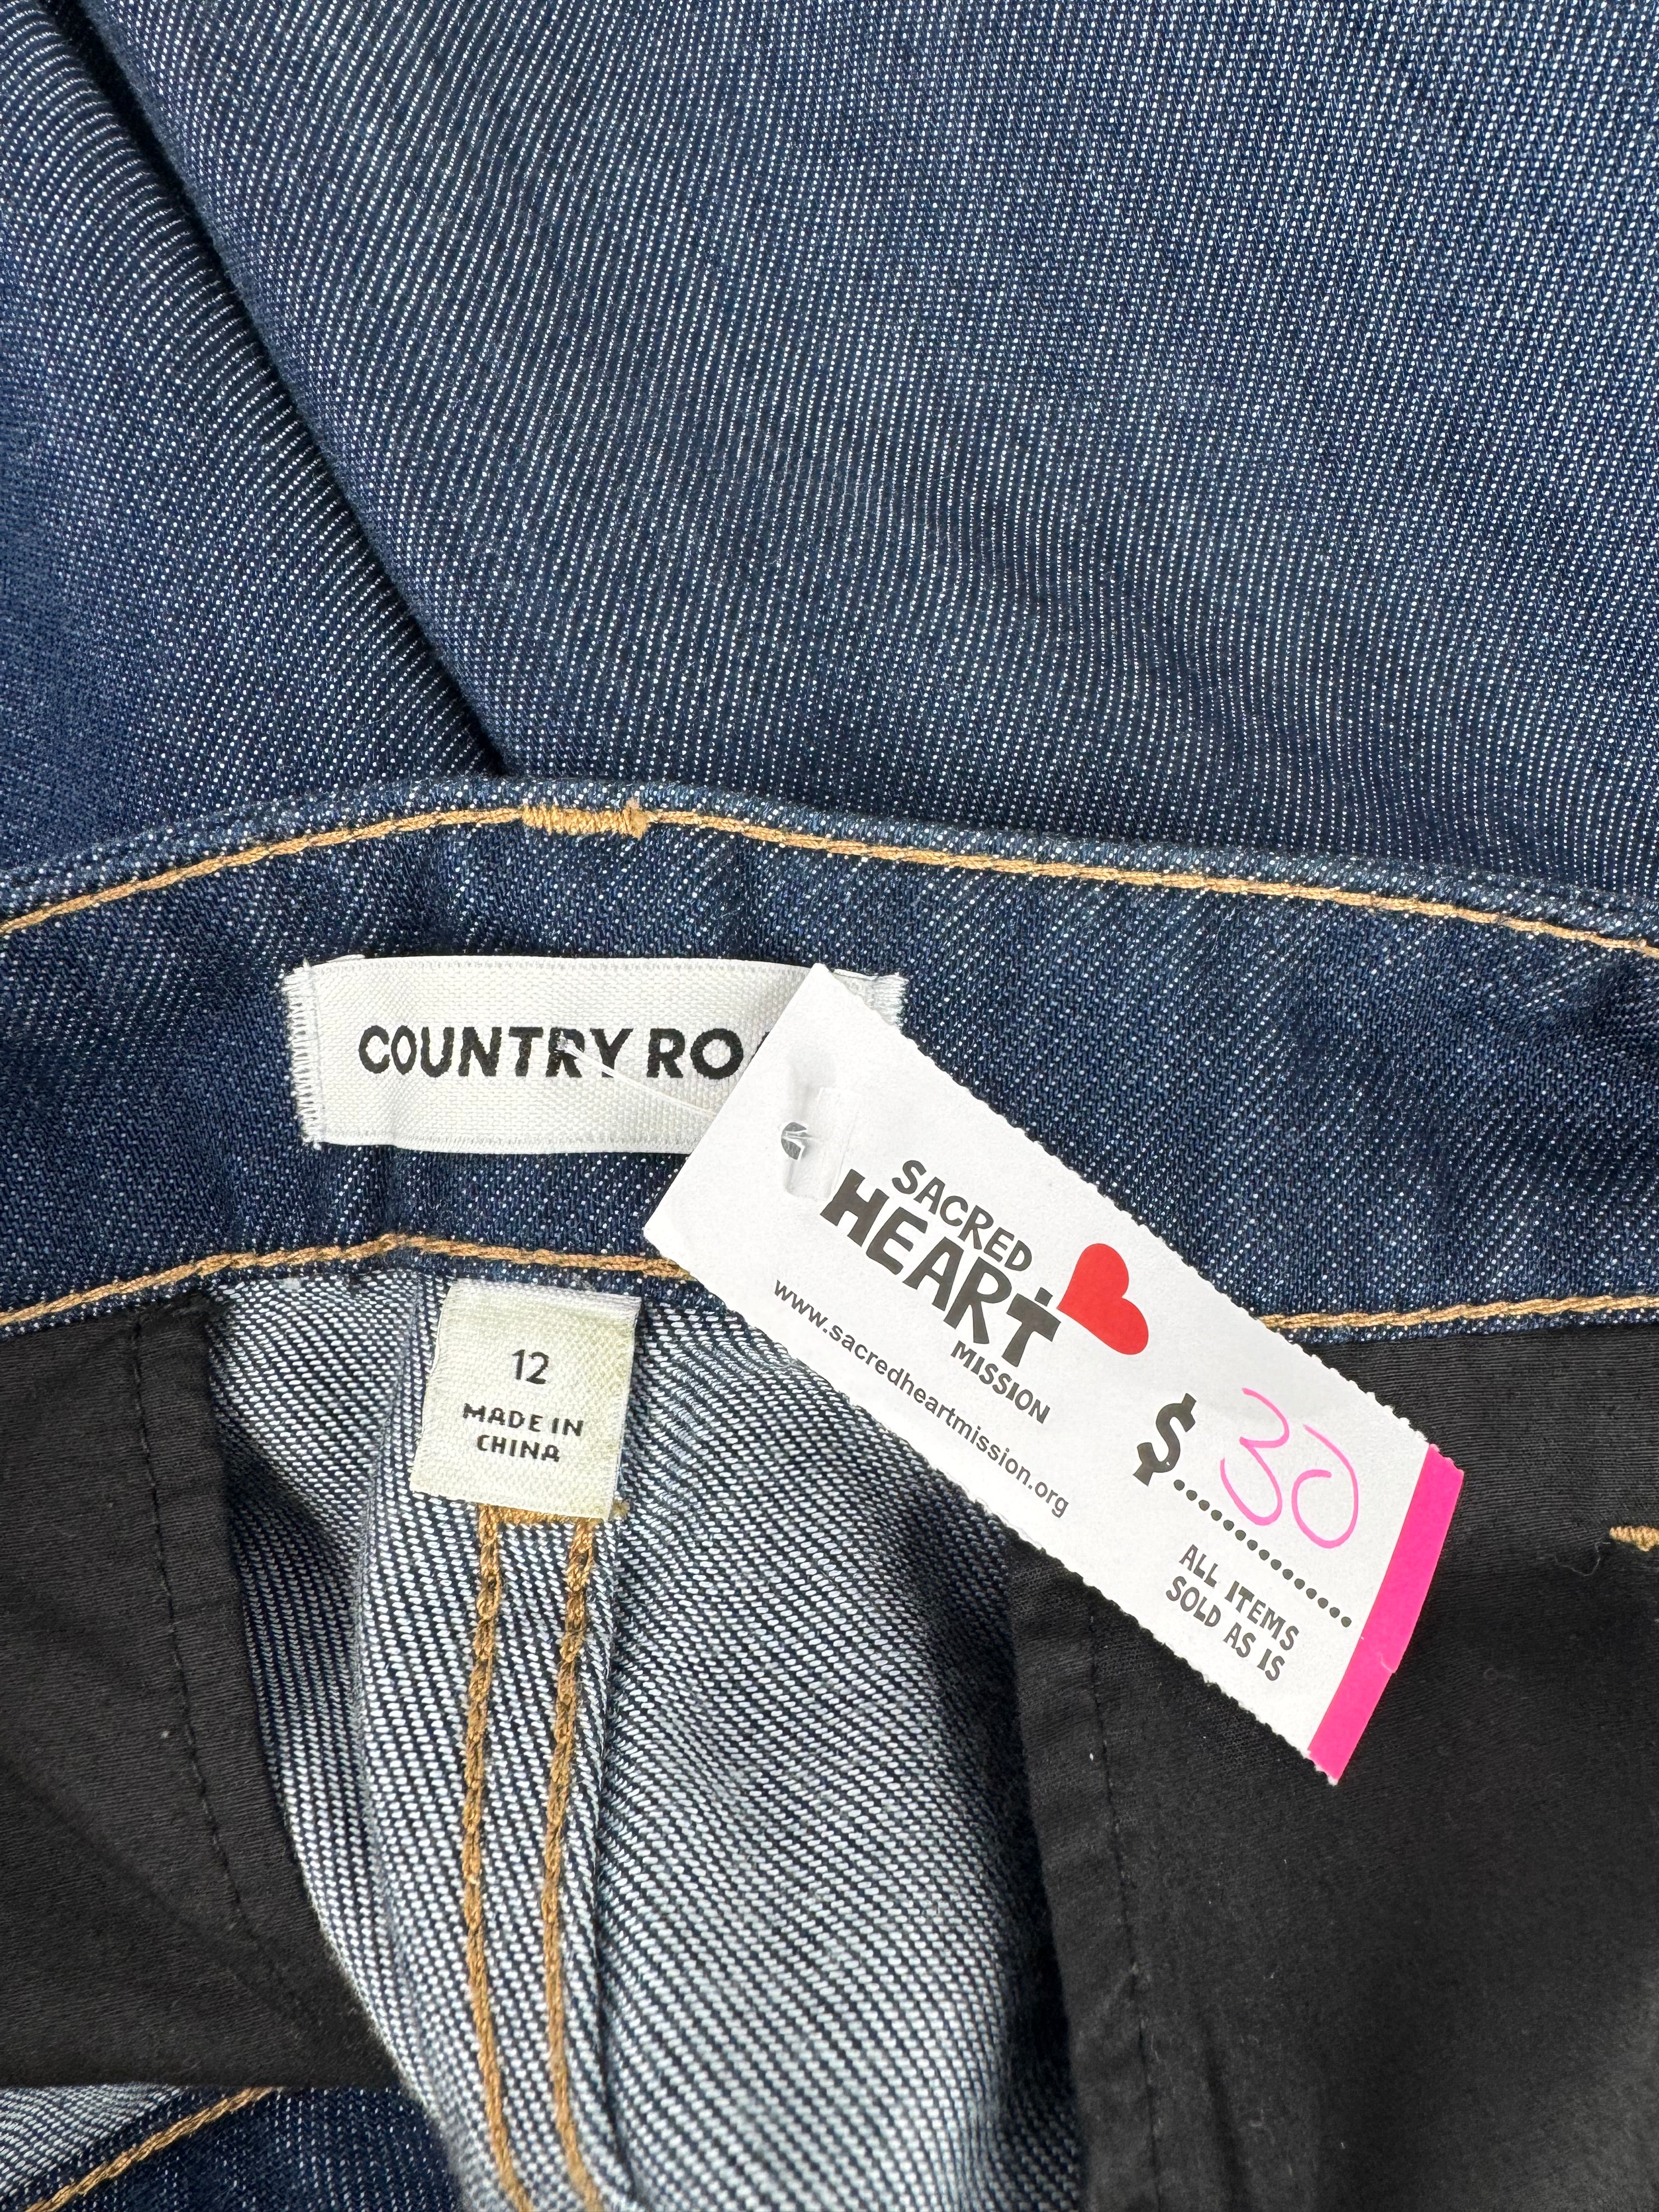 COUNTRY RO
SACRED
HEART
MISSION
www.sacredheartmission.org
$ 30
ALL ITEMS
SOLD AS IS
12
MADE IN
CHINA